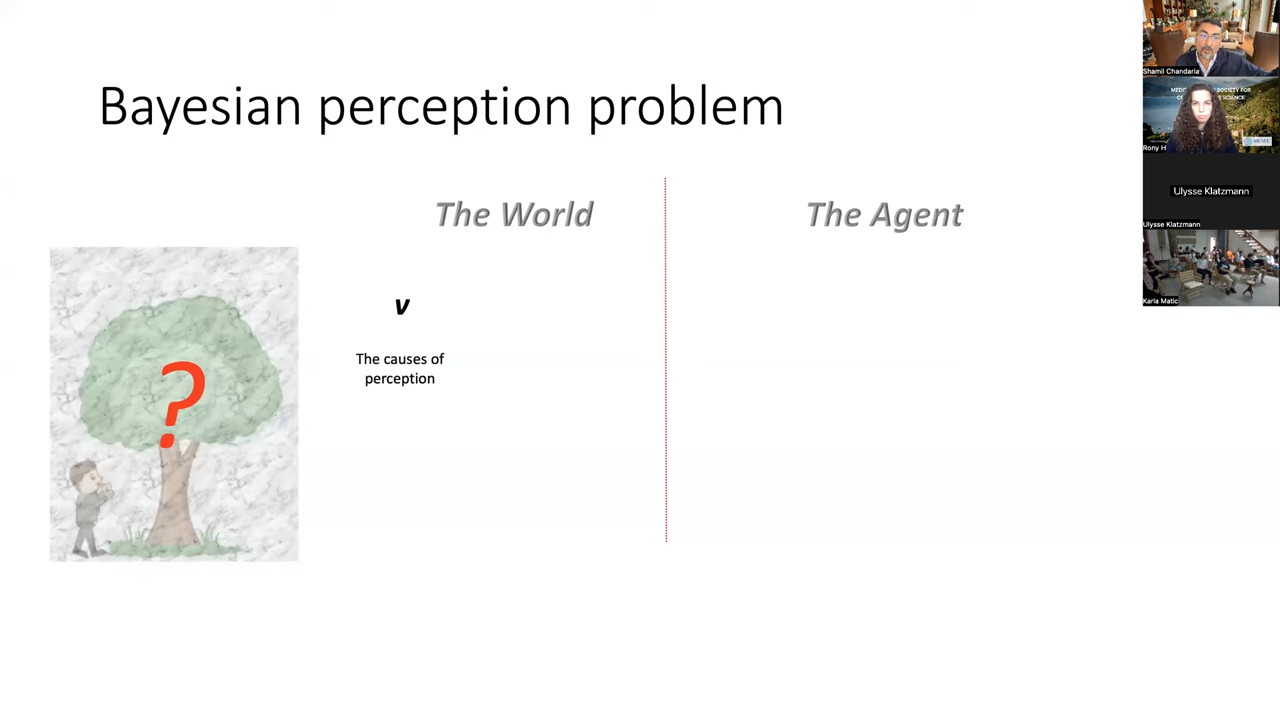 Bayesian perception problem
The World
The Agent
v
The causes of
perception
?
Shamil Chandaria
Rony H
Ulysse Klatzmann
Ulysse Klatzmann
Karla Matic